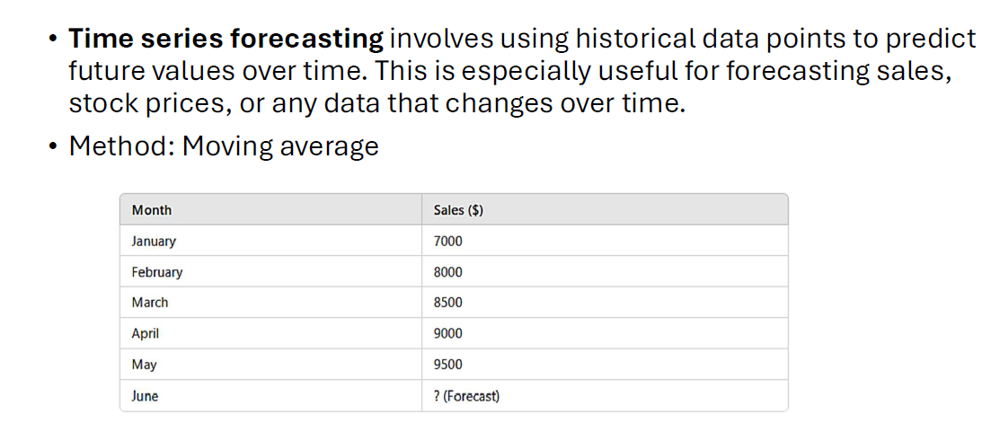 • Time series forecasting involves using historical data points to predict
future values over time. This is especially useful for forecasting sales,
stock prices, or any data that changes over time.
• Method: Moving average
Month Sales ($)
January 7000
February 8000
March 8500
April 9000
May 9500
June ? (Forecast)